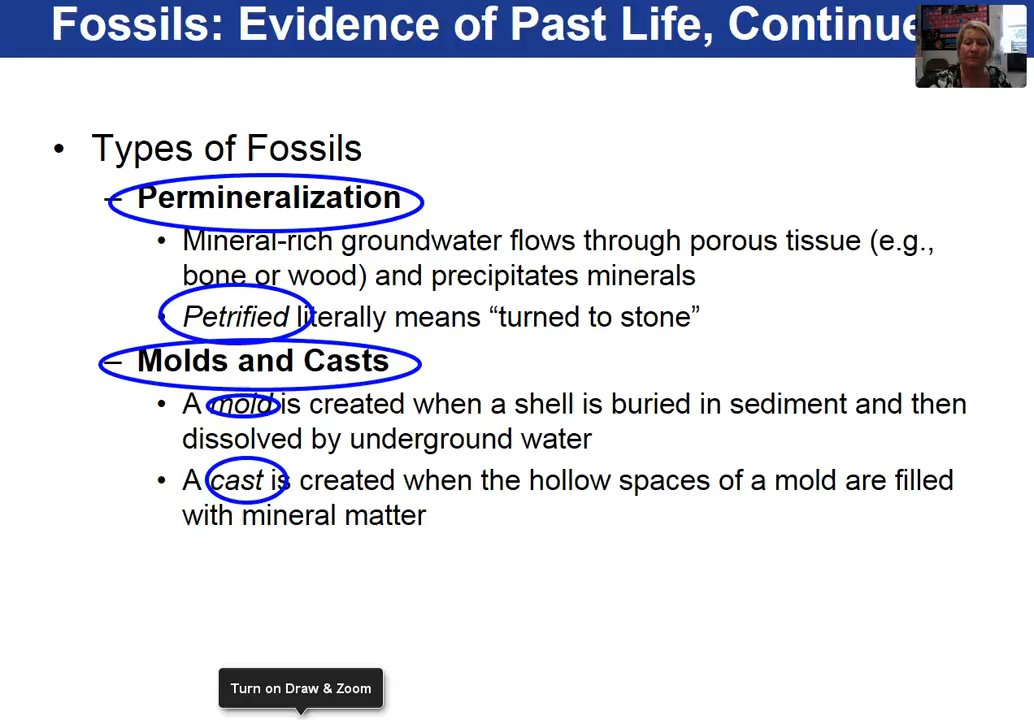 Fossils: Evidence of Past Life, Continue
• Types of Fossils
– Permineralization
• Mineral-rich groundwater flows through porous tissue (e.g.,
bone or wood) and precipitates minerals
• Petrified literally means “turned to stone”
– Molds and Casts
• A mold is created when a shell is buried in sediment and then
dissolved by underground water
• A cast is created when the hollow spaces of a mold are filled
with mineral matter
Turn on Draw & Zoom